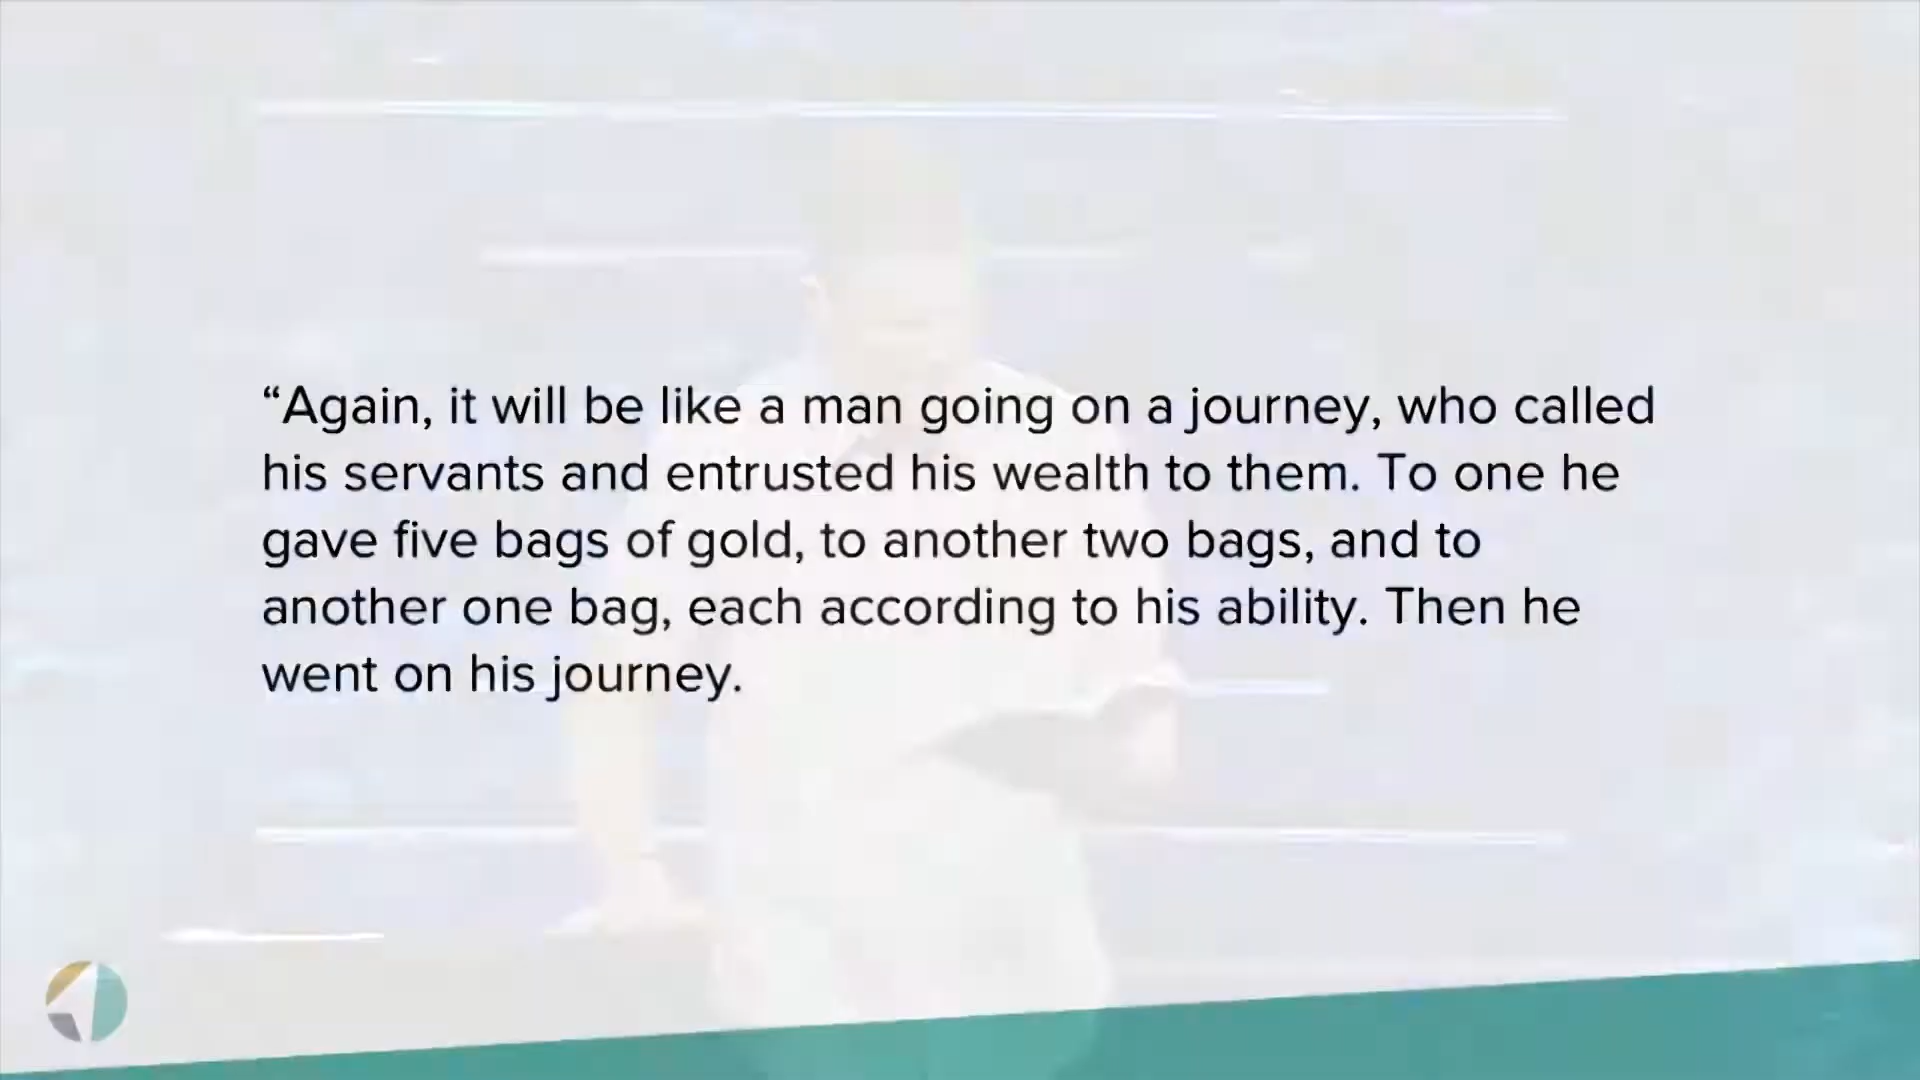 “Again, it will be like a man going on a journey, who called
his servants and entrusted his wealth to them. To one he
gave five bags of gold, to another two bags, and to
another one bag, each according to his ability. Then he
went on his journey.